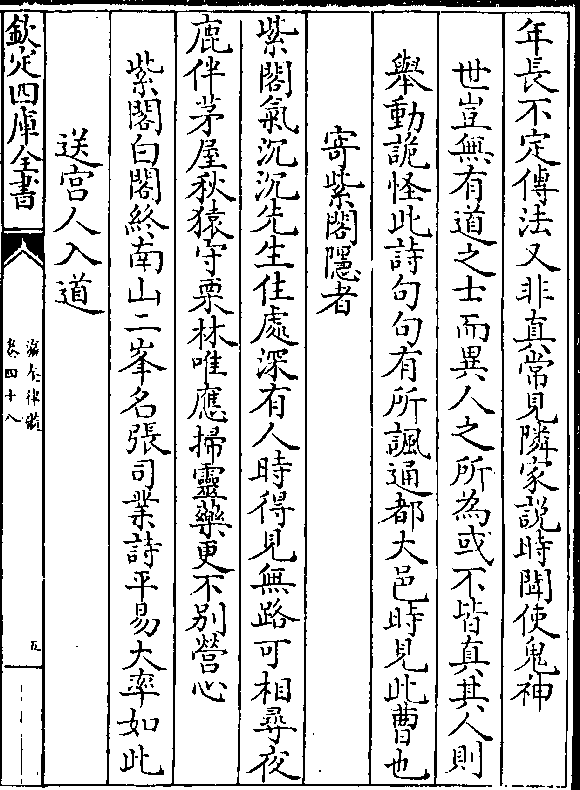 年長不定傳法又非真常見隣家說時聞使鬼神
世豈無有道之士而異人之所為或不皆真其人則
舉動詭怪此詩句句有所諷通都大邑時見此曹也
寄紫閣隱者
紫閣氣沉沉先生住處深有人時得見無路可相尋夜
鹿伴茅屋秋猿守栗林唯應掃靈藥更不别營心
紫閣白閣終南山二峯名張司業詩平易大率如此
送宫人入道
欽定四庫全書
瀛奎律髓
卷四十八
五